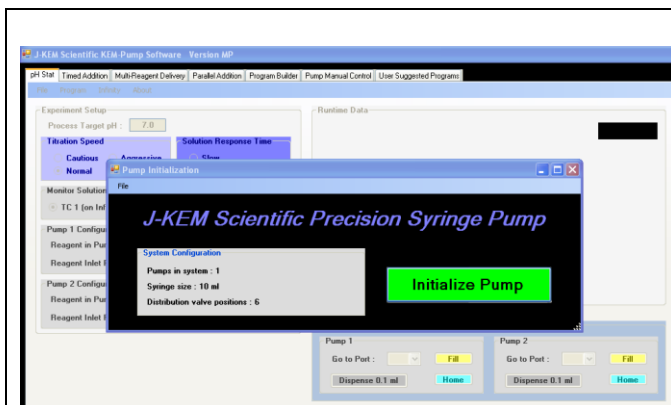 J-KEM Scientific KEM-Pump Software Version MP
pH Stat Timed Addition Multi-Reagent Delivery Parallel Addition Program Builder Pump Manual Control User Suggested Programs
File Program Infinity About
Experiment Setup
Runtime Data
Process Target pH : 7.0
Titration Speed
Solution Response Time
Cautious Aggressive
Slow
Normal
Monitor Solution
TC 1 (on Inf
Pump 1 Configu
Reagent in Pu
Reagent Inlet
Pump 2 Configu
Reagent in Pu
Reagent Inlet
Pump Initialization
File
J-KEM Scientific Precision Syringe Pump
System Configuration
Pumps in system : 1
Syringe size : 10 ml
Distribution valve positions : 6
Initialize Pump
Pump 1
Go to Port : Fill
Dispense 0.1 ml Home
Pump 2
Go to Port : Fill
Dispense 0.1 ml Home